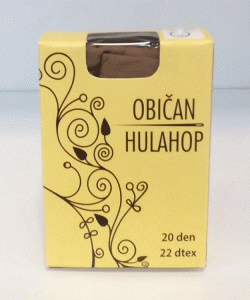 OBIČAN
HULAHOP
20 den
22 dtex